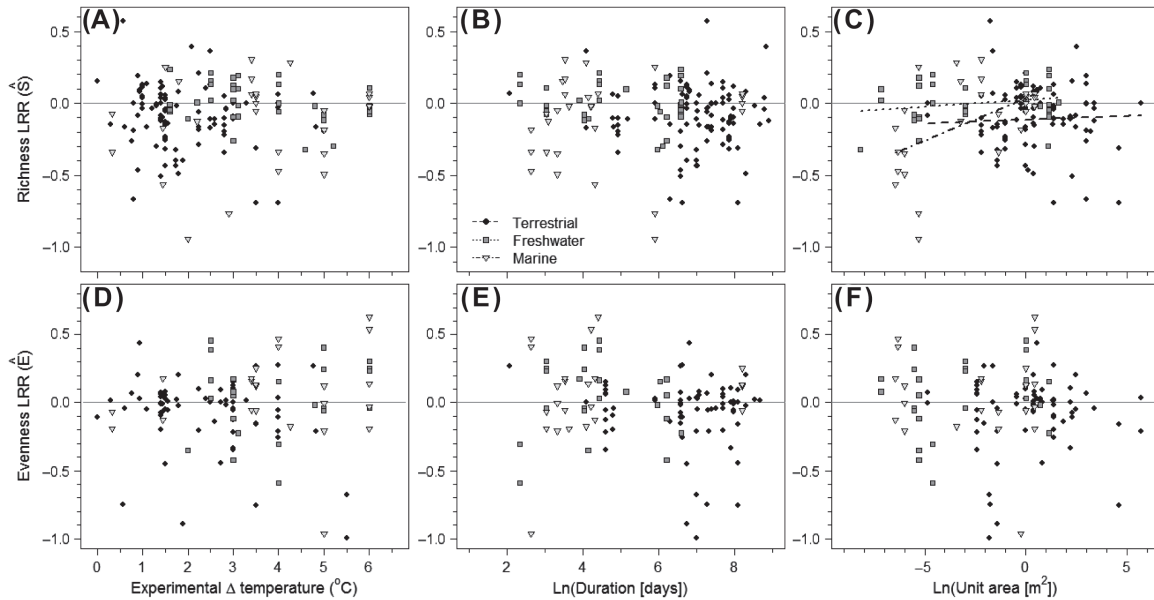 (A)
(B)
(C)
Richness LRR (Ŝ)
0.5
0.0
−0.5
−1.0
Terrestrial
Freshwater
Marine
(D)
(E)
(F)
Evenness LRR (Ê)
0.5
0.0
−0.5
−1.0
0 1 2 3 4 5 6
2 4 6 8
−5 0 5
Experimental Δ temperature (°C)
Ln(Duration [days])
Ln(Unit area [m²])